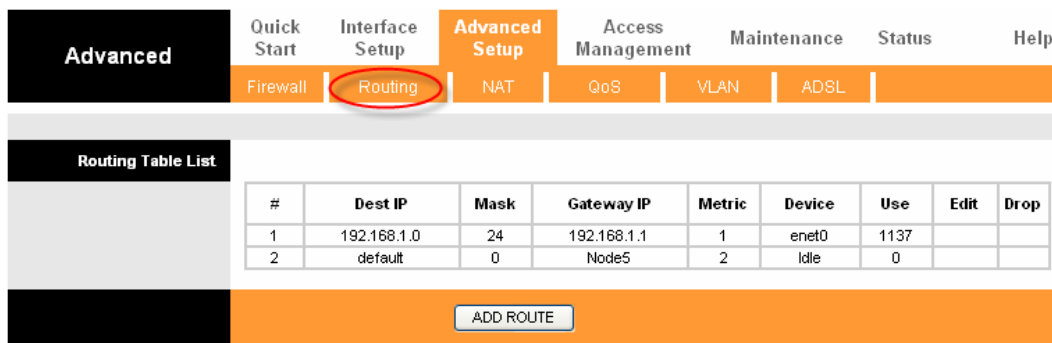 Advanced
Quick Start
Interface Setup
Advanced Setup
Access Management
Maintenance
Status
Help
Firewall
Routing
NAT
QoS
VLAN
ADSL
Routing Table List
# Dest IP Mask Gateway IP Metric Device Use Edit Drop
1 192.168.1.0 24 192.168.1.1 1 enet0 1137
2 default 0 Node5 2 Idle 0
ADD ROUTE